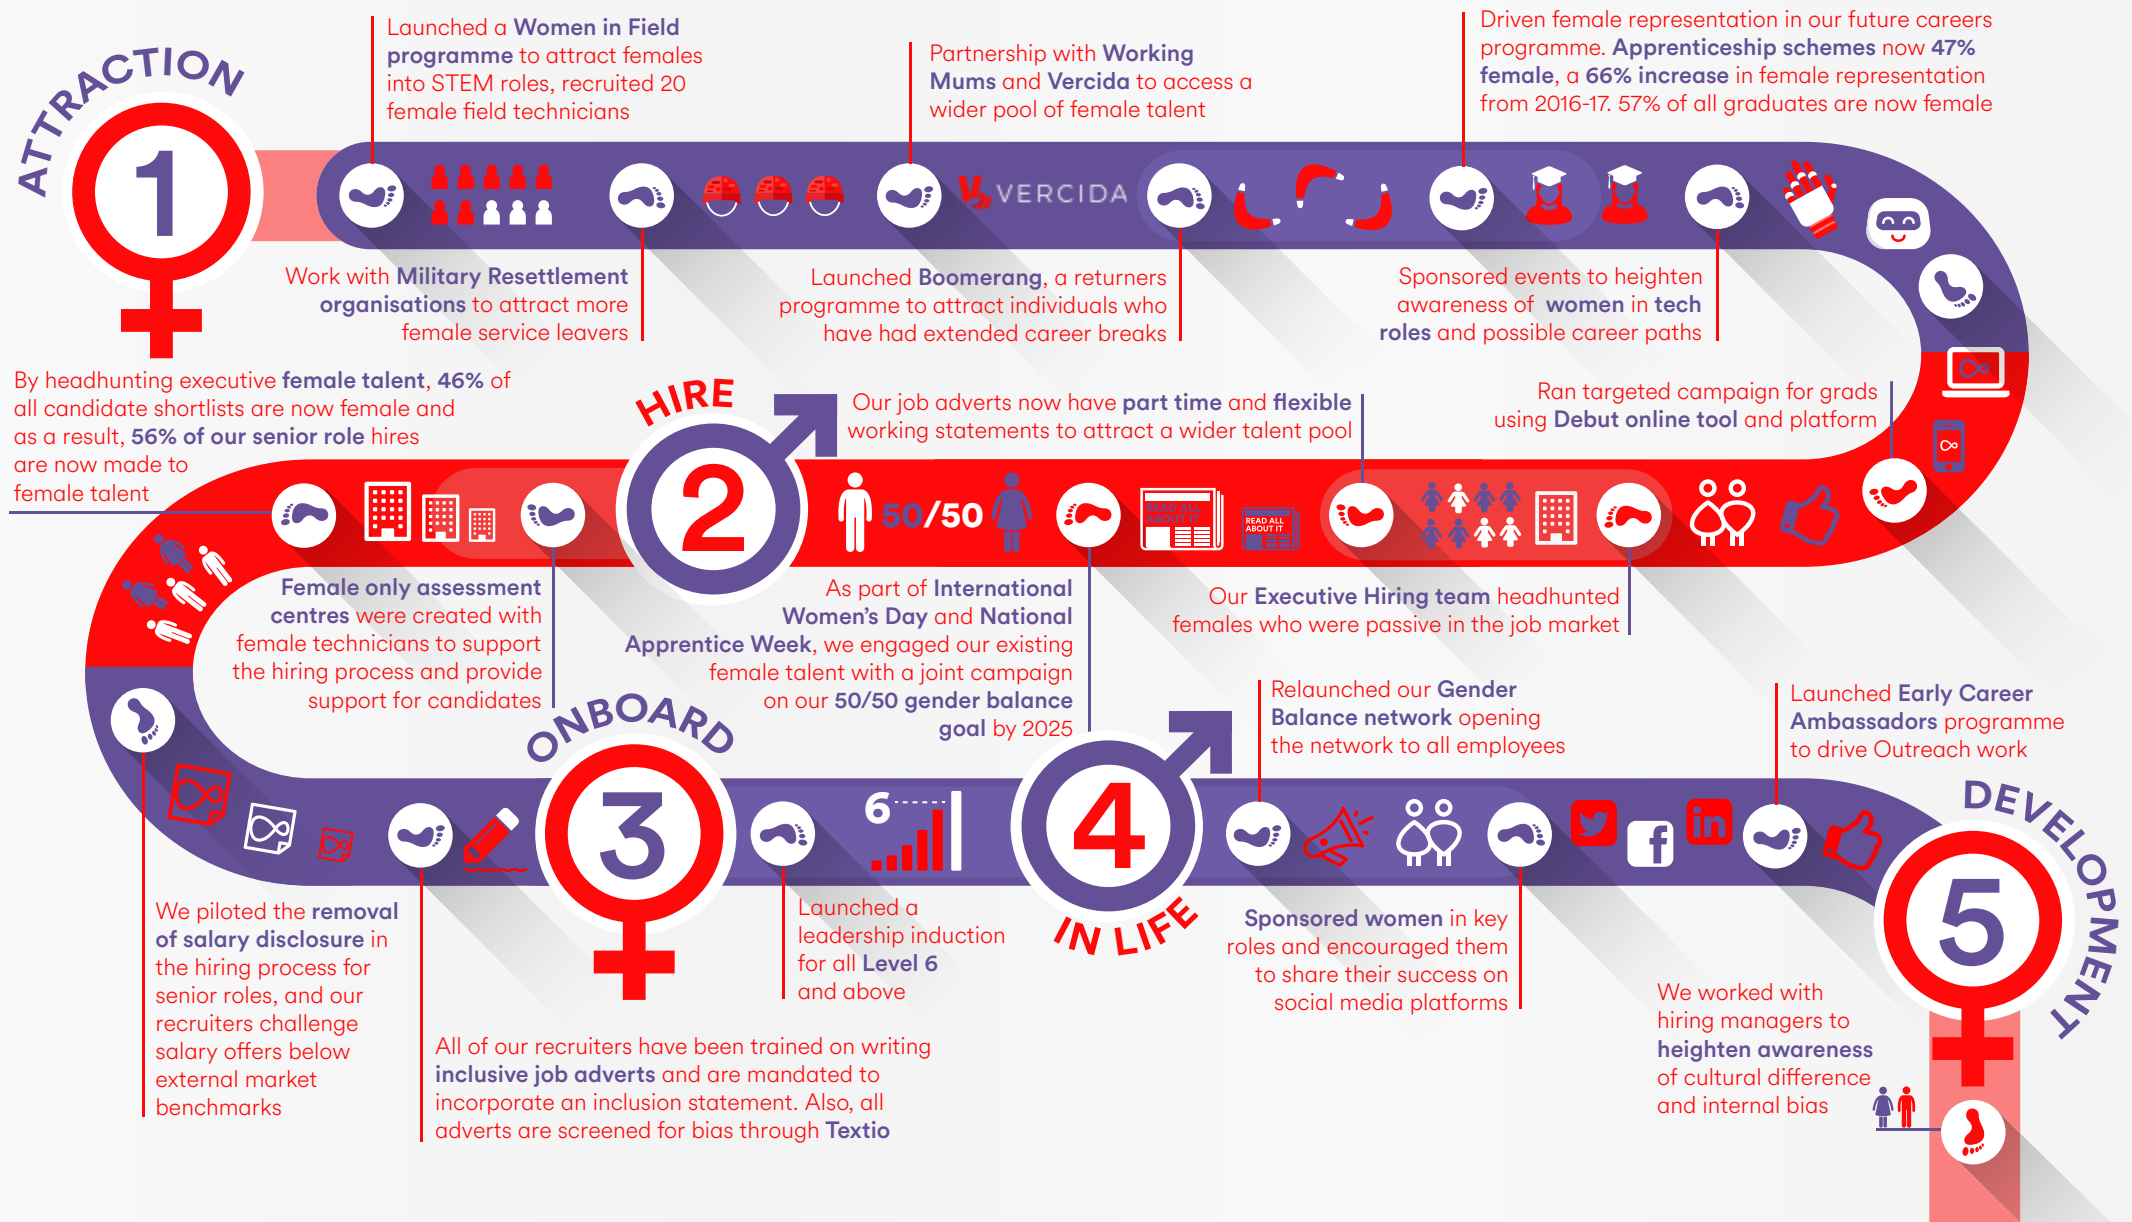 ATTRACTION
1
Launched a Women in Field
programme to attract females
into STEM roles, recruited 20
female field technicians
Partnership with Working
Mums and Vercida to access a
wider pool of female talent
Driven female representation in our future careers
programme. Apprenticeship schemes now 47%
female, a 66% increase in female representation
from 2016-17. 57% of all graduates are now female
VERCIDA
Work with Military Resettlement
organisations to attract more
female service leavers
Launched Boomerang, a returners
programme to attract individuals who
have had extended career breaks
Sponsored events to heighten
awareness of women in tech
roles and possible career paths
Ran targeted campaign for grads
using Debut online tool and platform
Our Executive Hiring team headhunted
females who were passive in the job market
Our job adverts now have part time and flexible
working statements to attract a wider talent pool
READ ALL
ABOUT IT
READ ALL
ABOUT IT
50/50
As part of International
Women's Day and National
Apprentice Week, we engaged our existing
female talent with a joint campaign
on our 50/50 gender balance
goal by 2025
HIRE
2
Female only assessment
centres were created with
female technicians to support
the hiring process and provide
support for candidates
By headhunting executive female talent, 46% of
all candidate shortlists are now female and
as a result, 56% of our senior role hires
are now made to
female talent
We piloted the removal
of salary disclosure in
the hiring process for
senior roles, and our
recruiters challenge
salary offers below
external market
benchmarks
All of our recruiters have been trained on writing
inclusive job adverts and are mandated to
incorporate an inclusion statement. Also, all
adverts are screened for bias through Textio
ONBOARD
3
6
Launched a
leadership induction
for all Level 6
and above
4
IN LIFE
Relaunched our Gender
Balance network opening
the network to all employees
Sponsored women in key
roles and encouraged them
to share their success on
social media platforms
f
in
Launched Early Career
Ambassadors programme
to drive Outreach work
DEVELOPMENT
5
We worked with
hiring managers to
heighten awareness
of cultural difference
and internal bias